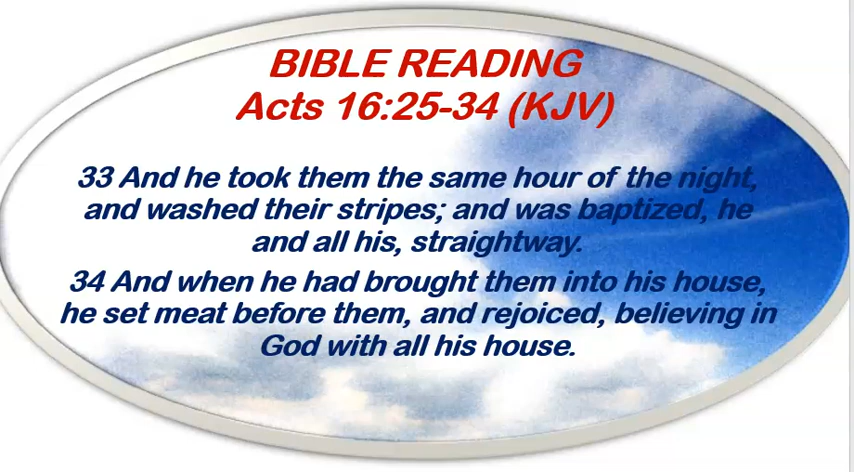 BIBLE READING
Acts 16:25-34 (KJV)
33 And he took them the same hour of the night,
and washed their stripes; and was baptized, he
and all his, straightway.
34 And when he had brought them into his house,
he set meat before them, and rejoiced, believing in
God with all his house.